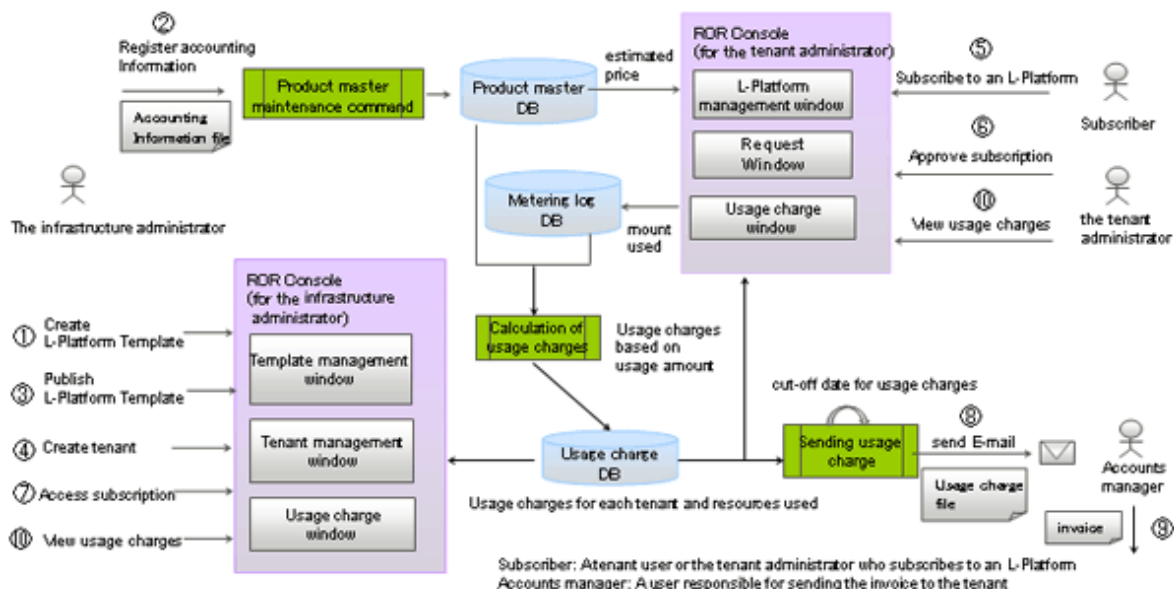 ②
Register accounting
Information
Accounting
Information file
Product master
maintenance command
Product master
DB
estimated
price
ROR Console
(for the tenant administrator)
L-Platform
management window
Request
Window
Usage charge
window
⑤
Subscribe to an L-Platform
Subscriber
⑥
Approve subscription
⑩
View usage charges
the tenant
administrator
The infrastructure administrator
Metering log
DB
mount
used
ROR Console
(for the infrastructure
administrator)
① Create
L-Platform Template
③ Publish
L-Platform Template
④ Create tenant
⑦ Access subscription
⑩ View usage charges
Template management
window
Tenant management
window
Usage charge
window
Calculation of
usage charges
Usage charges
based on
usage amount
Usage charge
DB
Usage charges for each tenant and resources used
cut-off date for usage charges
Sending usage
charge
⑧
send E-mail
Usage charge
file
Accounts
manager
invoice
⑨
Subscriber: Atenant user or the tenant administrator who subscribes to an L-Platform
Accounts manager: A user responsible for sending the invoice to the tenant